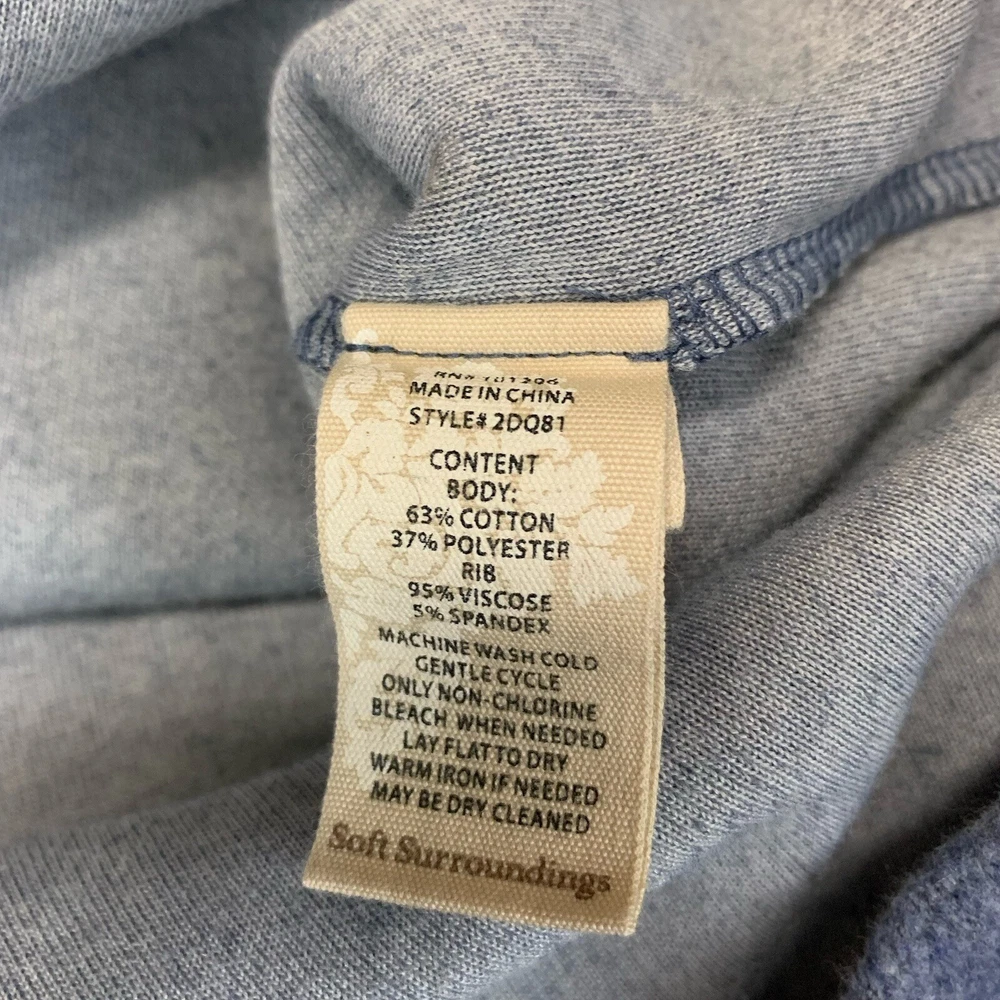 RN# 101206
MADE IN CHINA
STYLE# 2DQ81
CONTENT
BODY:
63% COTTON
37% POLYESTER
RIB
95% VISCOSE
5% SPANDEX
MACHINE WASH COLD
GENTLE CYCLE
ONLY NON-CHLORINE
BLEACH WHEN NEEDED
LAY FLAT TO DRY
WARM IRON IF NEEDED
MAY BE DRY CLEANED
Soft Surroundings